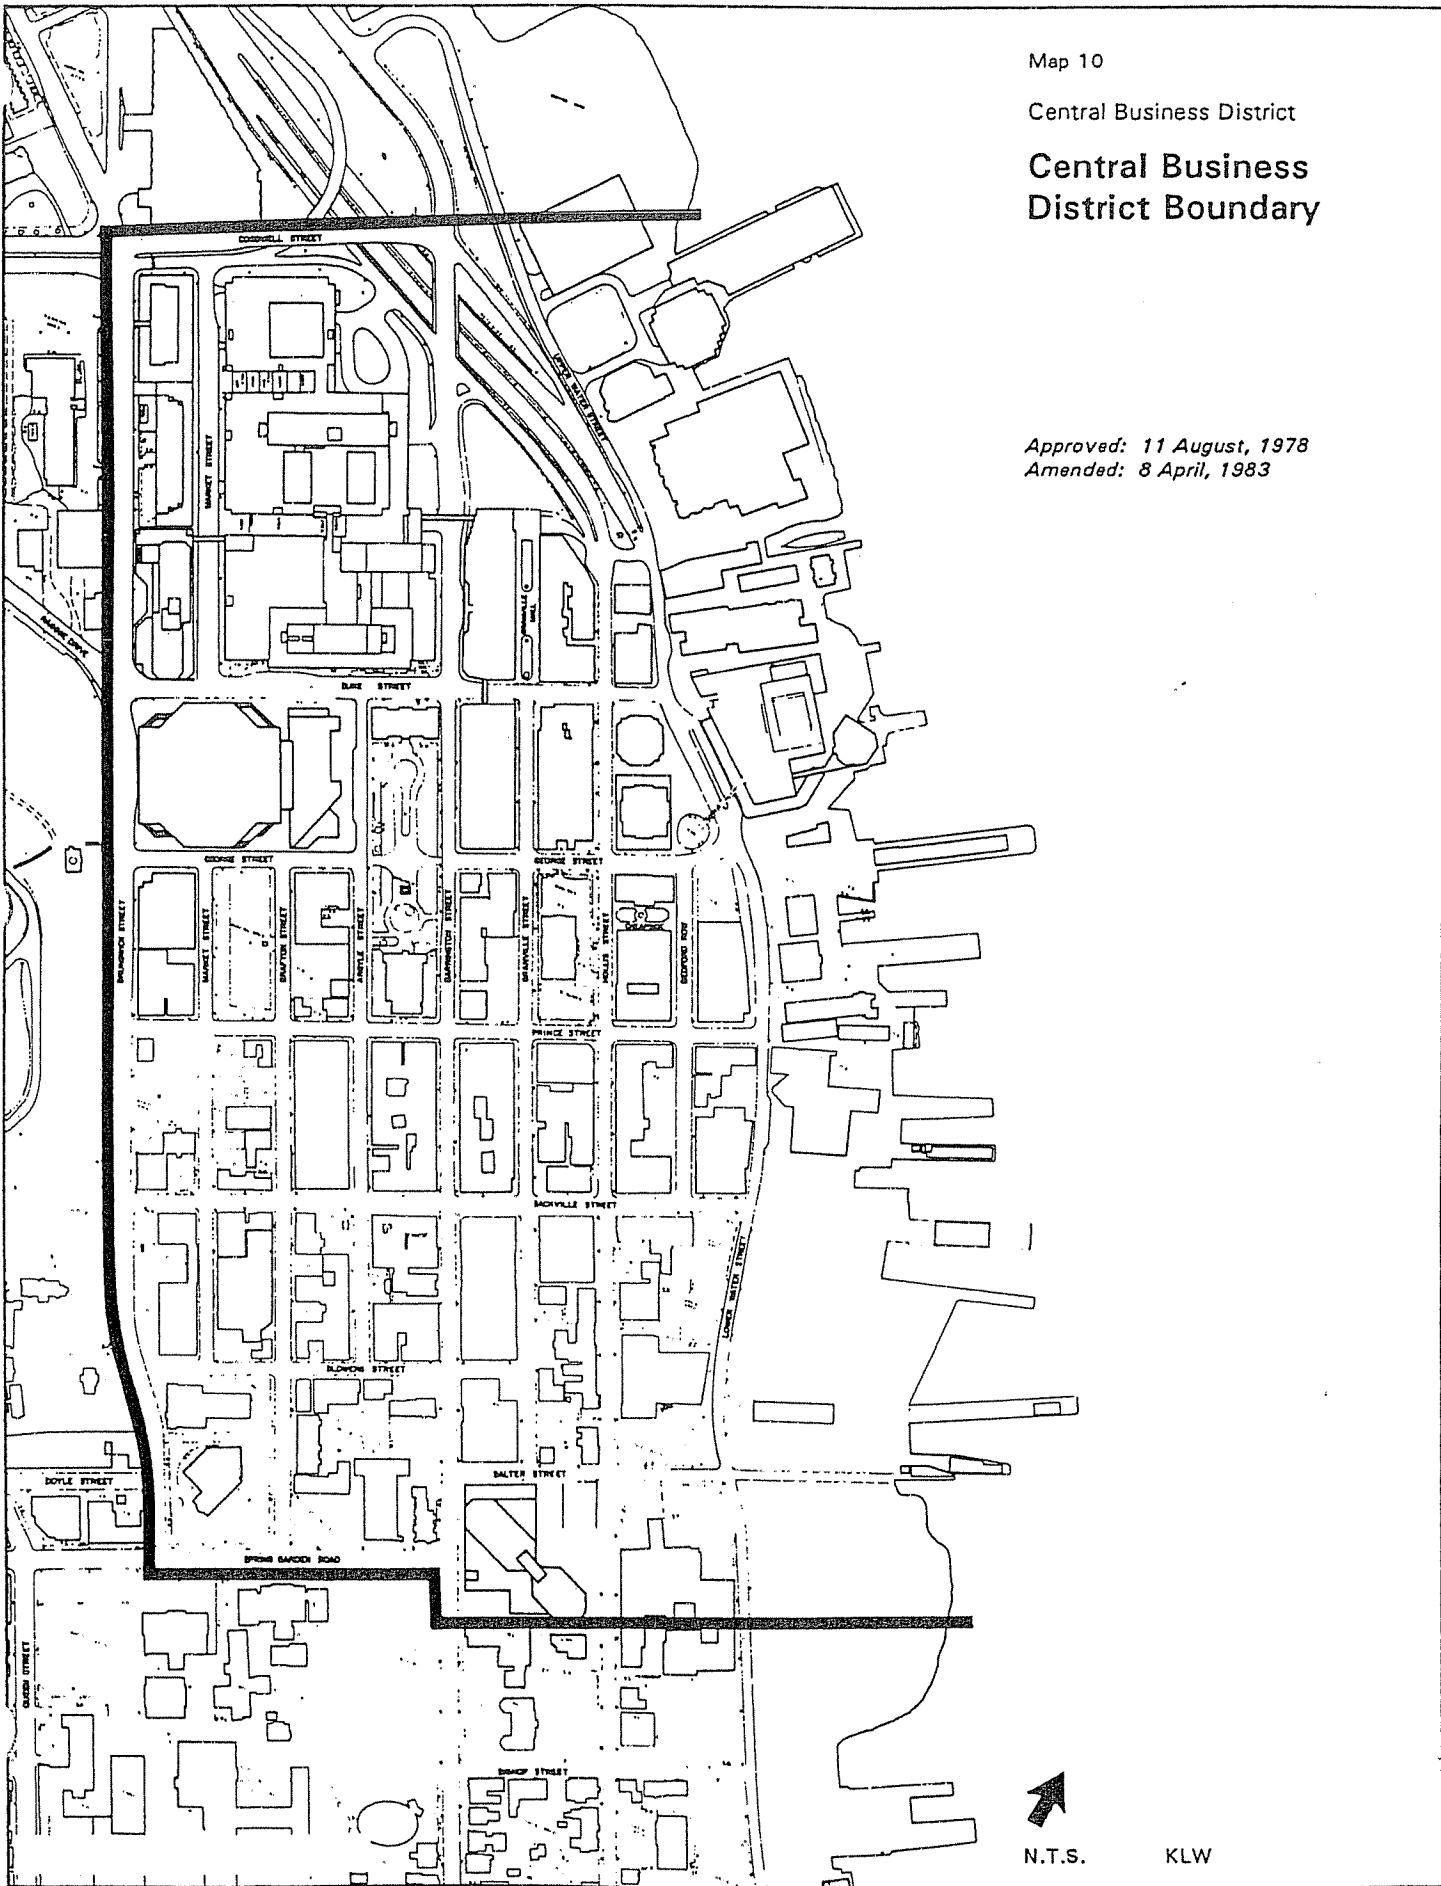 Map 10
Central Business District
Central Business
District Boundary
Approved: 11 August, 1978
Amended: 8 April, 1983
COGSWELL STREET
UPPER WATER STREET
MARKET STREET
GRANVILLE
MALL
RAINNIE DRIVE
DUKE STREET
GEORGE STREET
GEORGE STREET
BRUNSWICK STREET
MARKET STREET
GRAFTON STREET
ARGYLE STREET
BARRINGTON STREET
GRANVILLE STREET
HOLLIS STREET
CHEAPSIDE
BEDFORD ROW
PRINCE STREET
SACKVILLE STREET
LOWER WATER STREET
BLOWERS STREET
DOYLE STREET
SALTER STREET
SPRING GARDEN ROAD
QUEEN STREET
BISHOP STREET
N.T.S.
KLW